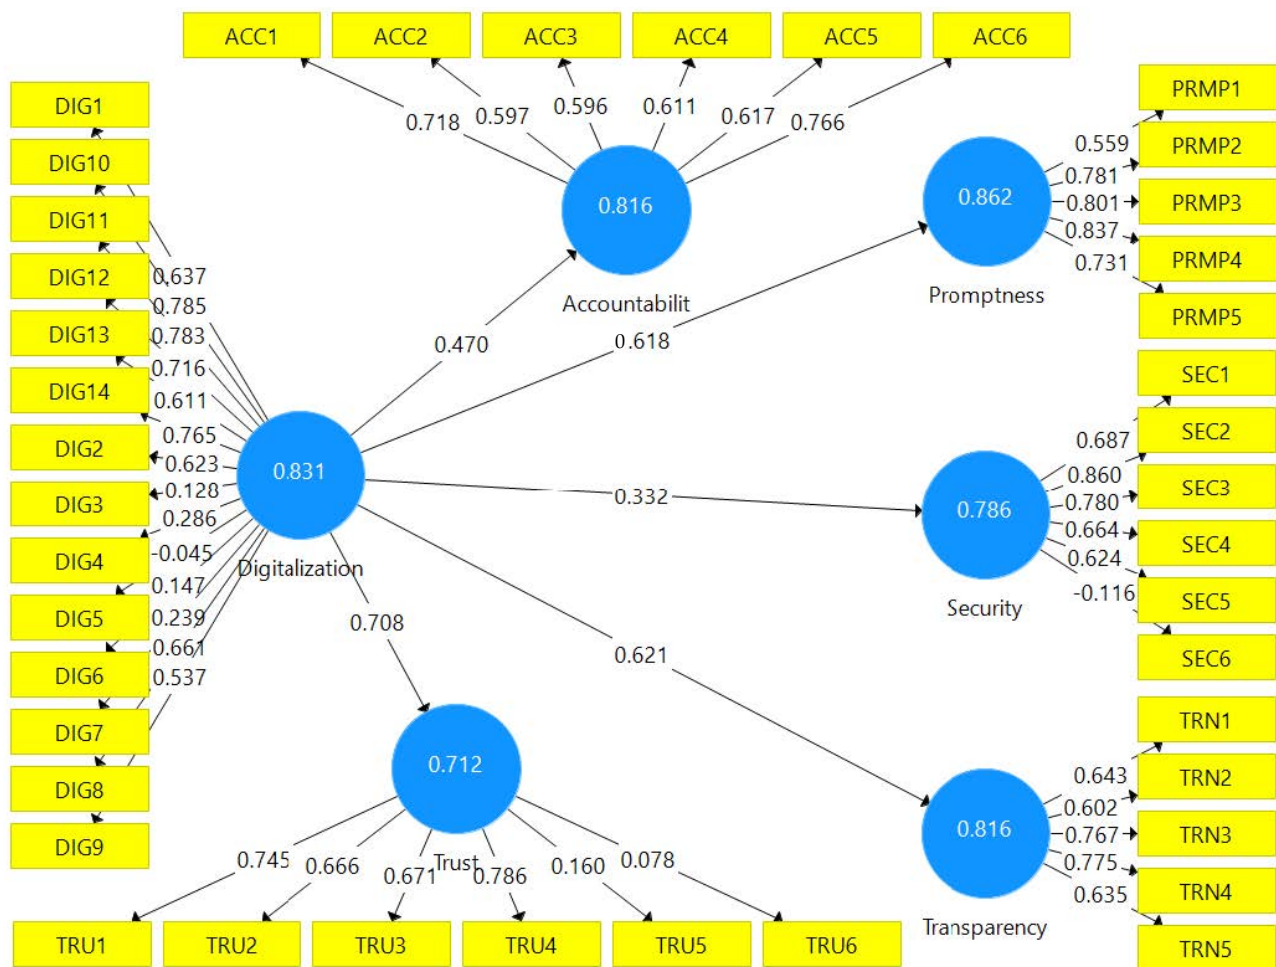 ACC1
ACC2
ACC3
ACC4
ACC5
ACC6
0.718
0.597
0.596
0.611
0.617
0.766
0.816
Accountabilit
DIG1
DIG10
DIG11
DIG12
DIG13
DIG14
DIG2
DIG3
DIG4
DIG5
DIG6
DIG7
DIG8
DIG9
0.637
0.785
0.783
0.716
0.611
0.765
0.623
0.128
0.286
-0.045
0.147
0.239
0.661
0.537
0.831
Digitalization
0.470
0.618
0.332
0.621
0.708
PRMP1
PRMP2
PRMP3
PRMP4
PRMP5
0.559
0.781
0.801
0.837
0.731
0.862
Promptness
SEC1
SEC2
SEC3
SEC4
SEC5
SEC6
0.687
0.860
0.780
0.664
0.624
-0.116
0.786
Security
TRN1
TRN2
TRN3
TRN4
TRN5
0.643
0.602
0.767
0.775
0.635
0.816
Transparency
0.712
Trust
0.745
0.666
0.671
0.786
0.160
0.078
TRU1
TRU2
TRU3
TRU4
TRU5
TRU6